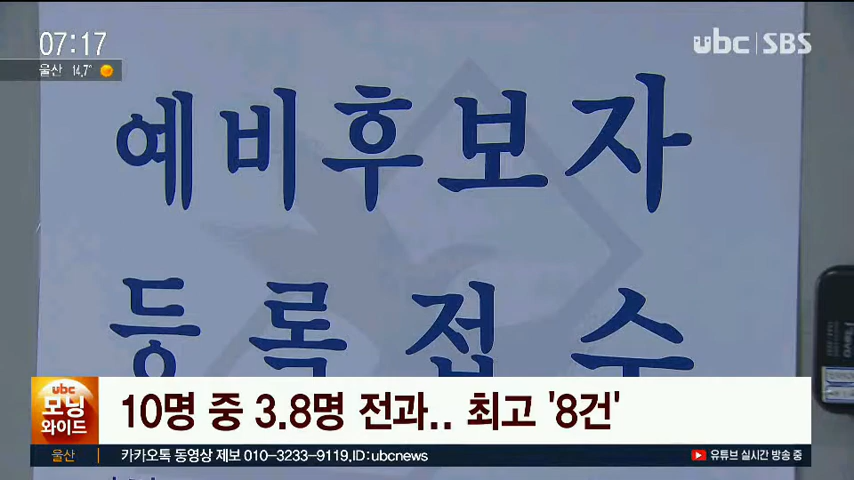 07:17
울산 14.7°
ubc SBS
예비후보자
등록접수
ubc
모닝
와이드
10명 중 3.8명 전과.. 최고 '8건'
울산
카카오톡 동영상 제보 010-3233-9119, ID:ubcnews
유튜브 실시간 방송 중